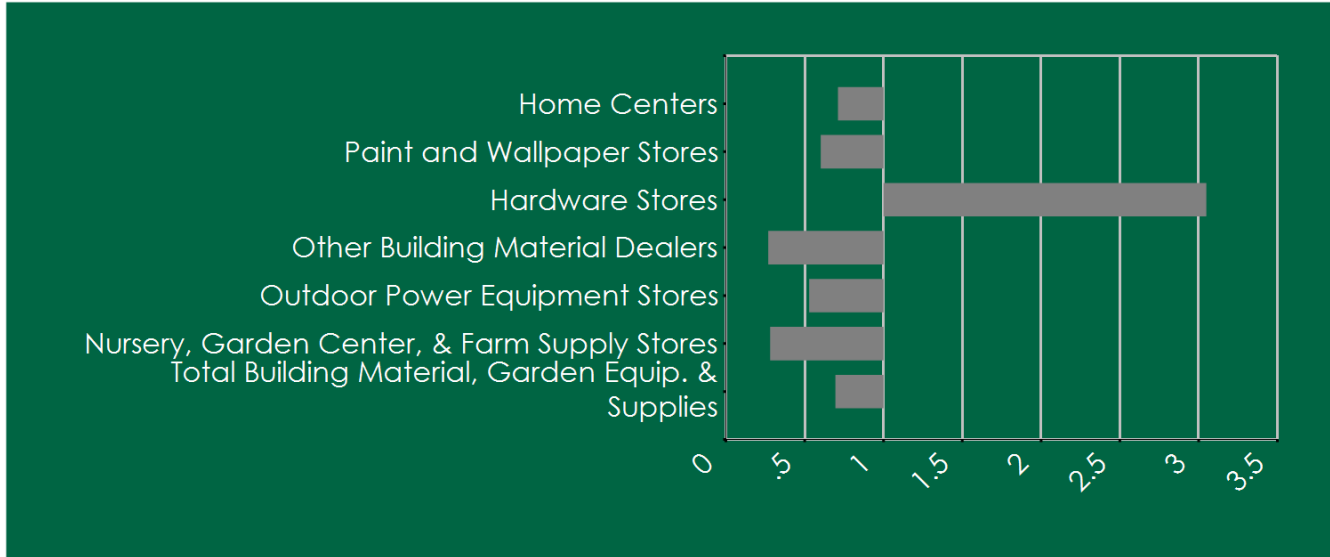 Home Centers
Paint and Wallpaper Stores
Hardware Stores
Other Building Material Dealers
Outdoor Power Equipment Stores
Nursery, Garden Center, & Farm Supply Stores
Total Building Material, Garden Equip. &
Supplies
0 .5 1 1.5 2 2.5 3 3.5